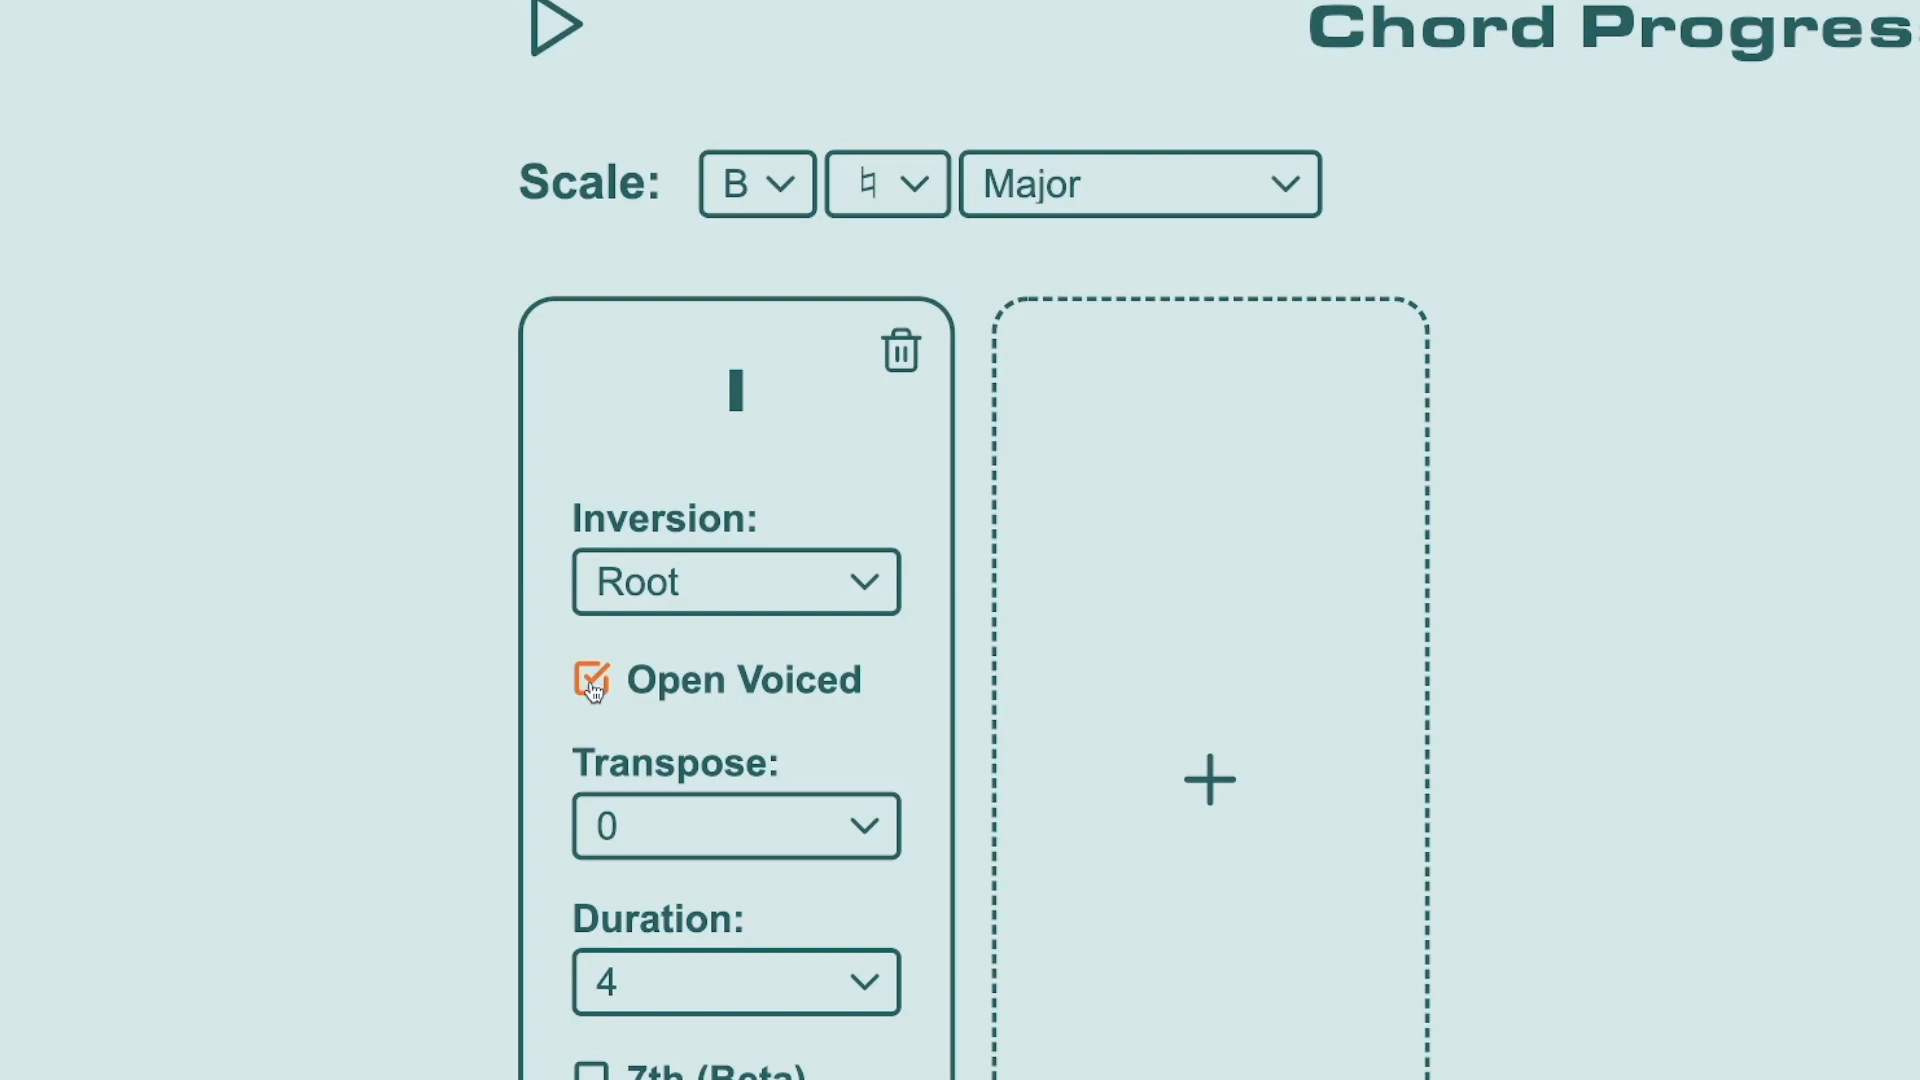 Chord Progres
Scale: B ♮ Major
I
Inversion:
Root
Open Voiced
Transpose:
0
Duration:
4
7th (Beta)